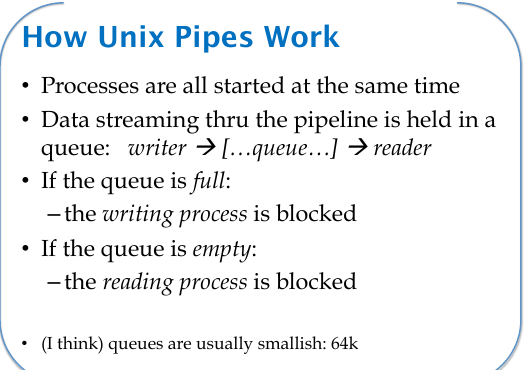 How Unix Pipes Work
• Processes are all started at the same time
• Data streaming thru the pipeline is held in a
queue: writer → […queue…] → reader
• If the queue is full:
–the writing process is blocked
• If the queue is empty:
–the reading process is blocked
• (I think) queues are usually smallish: 64k